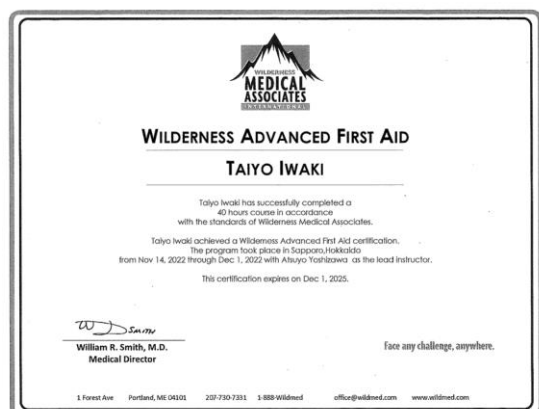 WILDERNESS
MEDICAL
ASSOCIATES
INTERNATIONAL
WILDERNESS ADVANCED FIRST AID
TAIYO IWAKI
Taiyo Iwaki has successfully completed a
40 hours course in accordance
with the standards of Wilderness Medical Associates.
Taiyo Iwaki achieved a Wilderness Advanced First Aid certification.
The program took place in Sapporo,Hokkaido
from Nov 14, 2022 through Dec 1, 2022 with Atsuyo Yoshizawa as the lead instructor.
This certification expires on Dec 1, 2025.
William R. Smith, M.D.
Medical Director
Face any challenge, anywhere.
1 Forest Ave Portland, ME 04101 207-730-7331 1-888-Wildmed office@wildmed.com www.wildmed.com